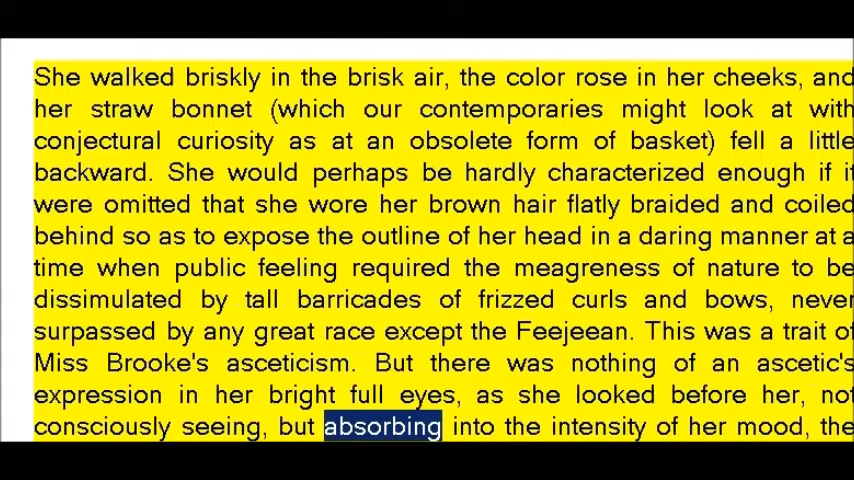 She walked briskly in the brisk air, the color rose in her cheeks, and
her straw bonnet (which our contemporaries might look at with
conjectural curiosity as at an obsolete form of basket) fell a little
backward. She would perhaps be hardly characterized enough if it
were omitted that she wore her brown hair flatly braided and coiled
behind so as to expose the outline of her head in a daring manner at a
time when public feeling required the meagreness of nature to be
dissimulated by tall barricades of frizzed curls and bows, never
surpassed by any great race except the Feejeean. This was a trait of
Miss Brooke's asceticism. But there was nothing of an ascetic's
expression in her bright full eyes, as she looked before her, not
consciously seeing, but absorbing into the intensity of her mood, the